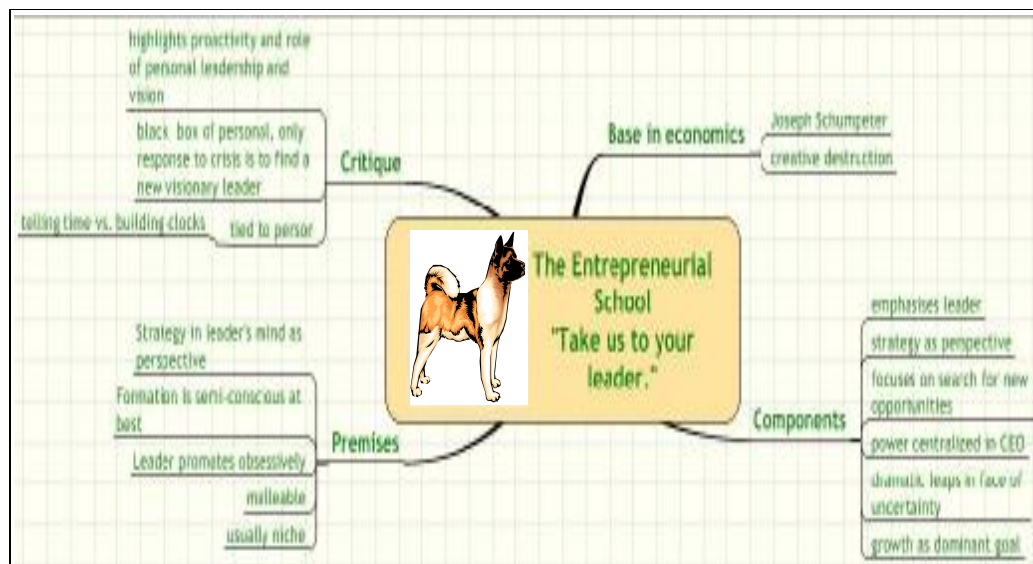 highlights proactivity and role
of personal leadership and
vision
black box of personal, only
response to crisis is to find a
new visionary leader
telling time vs. building clocks
tied to person
Critique
Base in economics
Joseph Schumpeter
creative destruction
The Entrepreneurial
School
"Take us to your
leader."
Strategy in leader's mind as
perspective
Formation is semi-conscious at
best
Leader promotes obsessively
malleable
usually niche
Premises
Components
emphasises leader
strategy as perspective
focuses on search for new
opportunities
power centralized in CEO
dramatic leaps in face of
uncertainty
growth as dominant goal